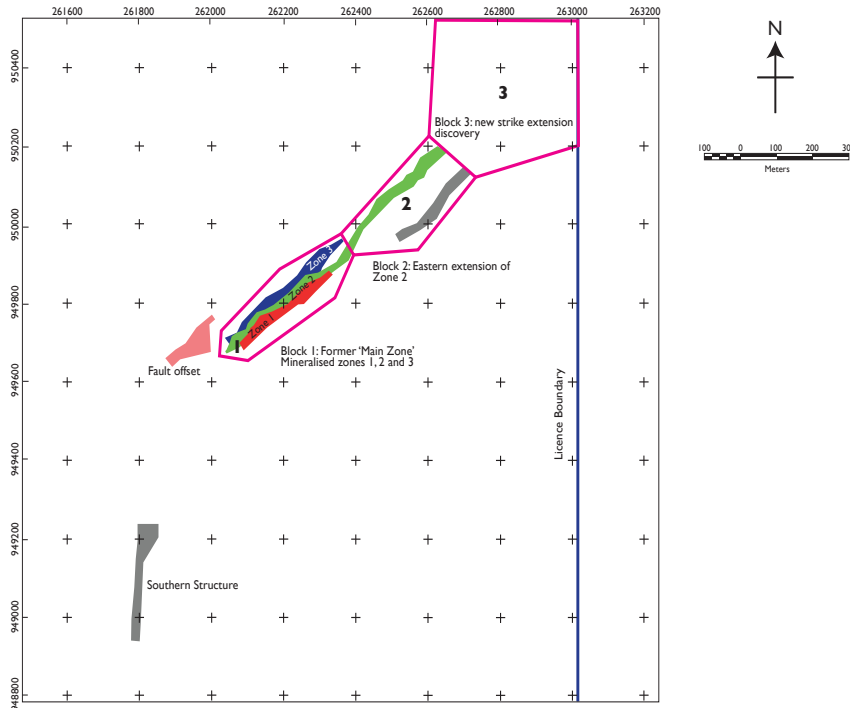 261600 261800 262000 262200 262400 262600 262800 263000 263200
950400
950200
950000
949800
949600
949400
949200
949000
948800
N
100 0 100 200 30
Meters
3
Block 3: new strike extension
discovery
2
Block 2: Eastern extension of
Zone 2
Zone 3
Zone 2
Zone 1
1
Block 1: Former ‘Main Zone’
Mineralised zones 1, 2 and 3
Fault offset
Licence Boundary
Southern Structure